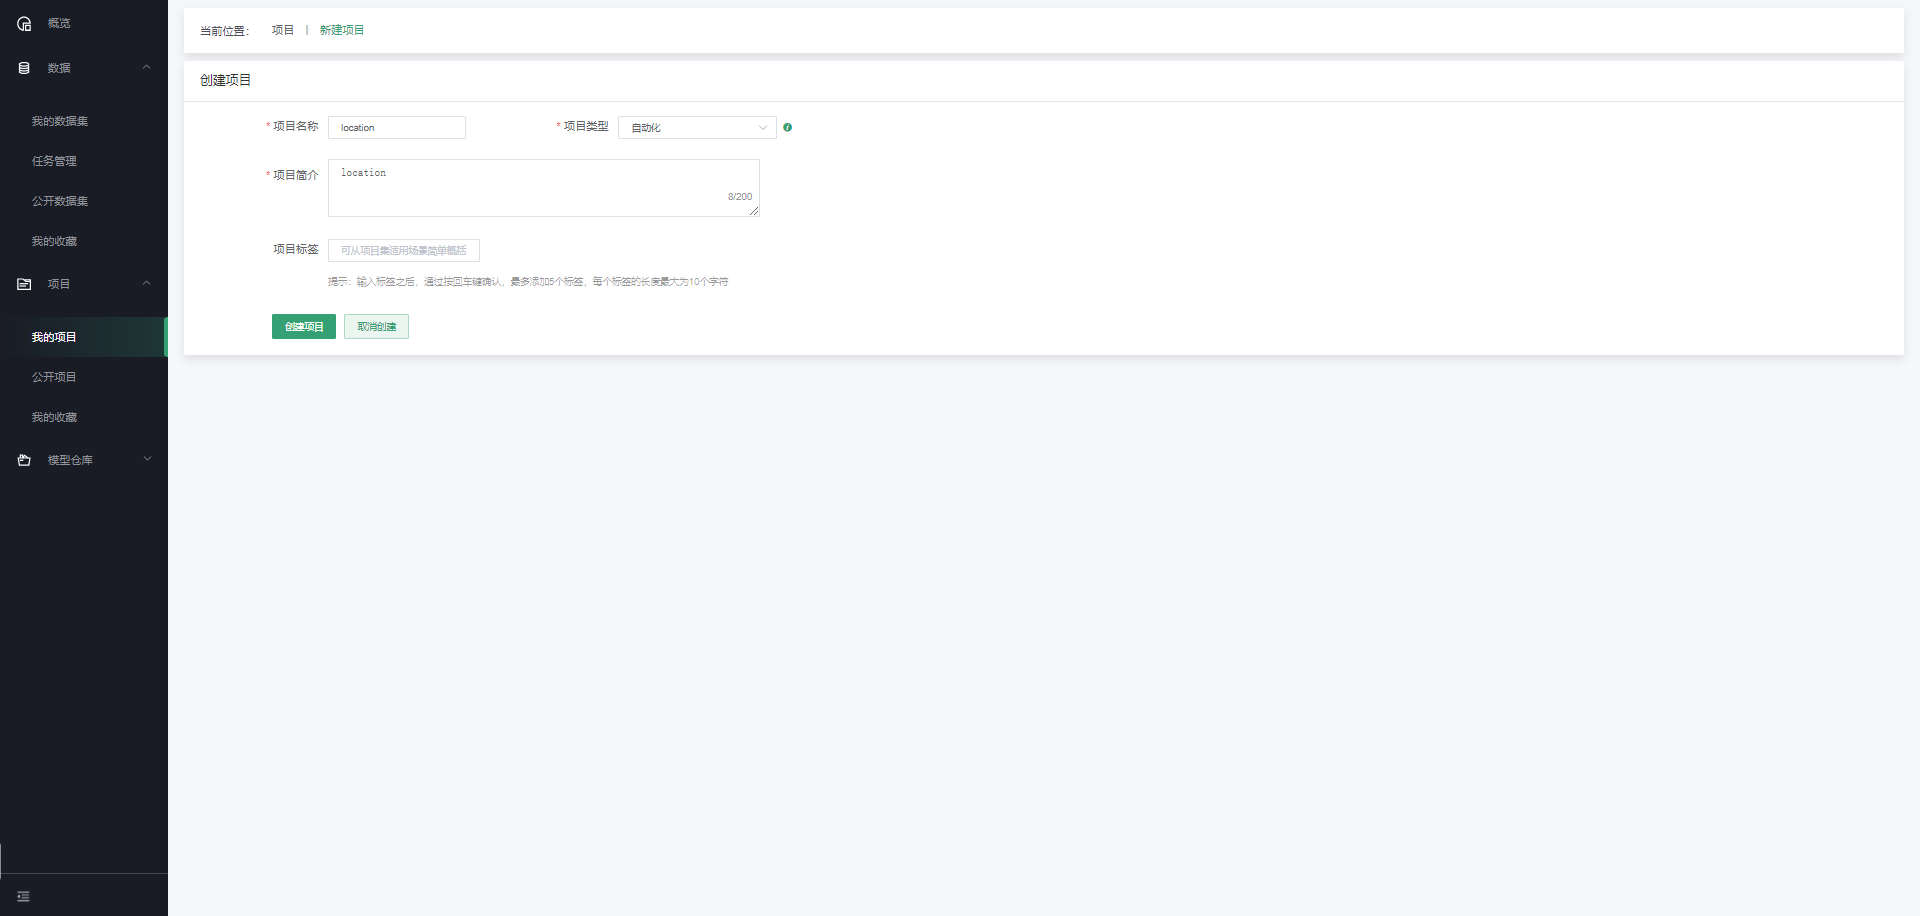 概览
数据
我的数据集
任务管理
公开数据集
我的收藏
项目
我的项目
公开项目
我的收藏
模型仓库
当前位置： 项目 | 新建项目
创建项目
* 项目名称 location * 项目类型 自动化
* 项目简介 location
8/200
项目标签 可从项目集适用场景简单概括
提示：输入标签之后，通过按回车键确认，最多添加5个标签，每个标签的长度最大为10个字符
创建项目 取消创建